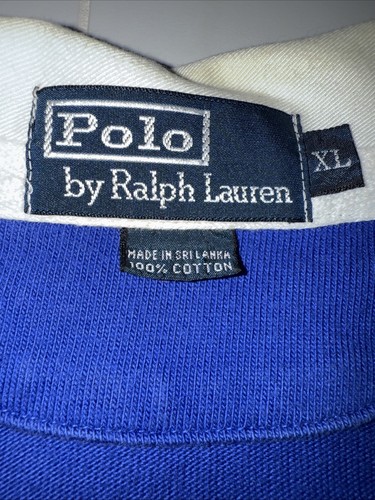 Polo
by Ralph Lauren
XL
MADE IN SRI LANKA
100% COTTON